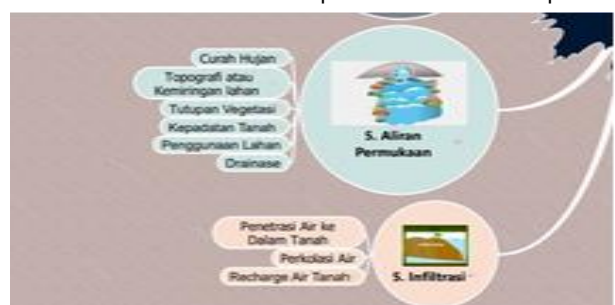 Curah Hujan
Topografi atau
Kemiringan lahan
Tutupan Vegetasi
Kepadatan Tanah
Penggunaan Lahan
Drainase
5. Aliran
Permukaan
Penetrasi Air ke
Dalam Tanah
Perkolasi Air
Recharge Air Tanah
5. Infiltrasi